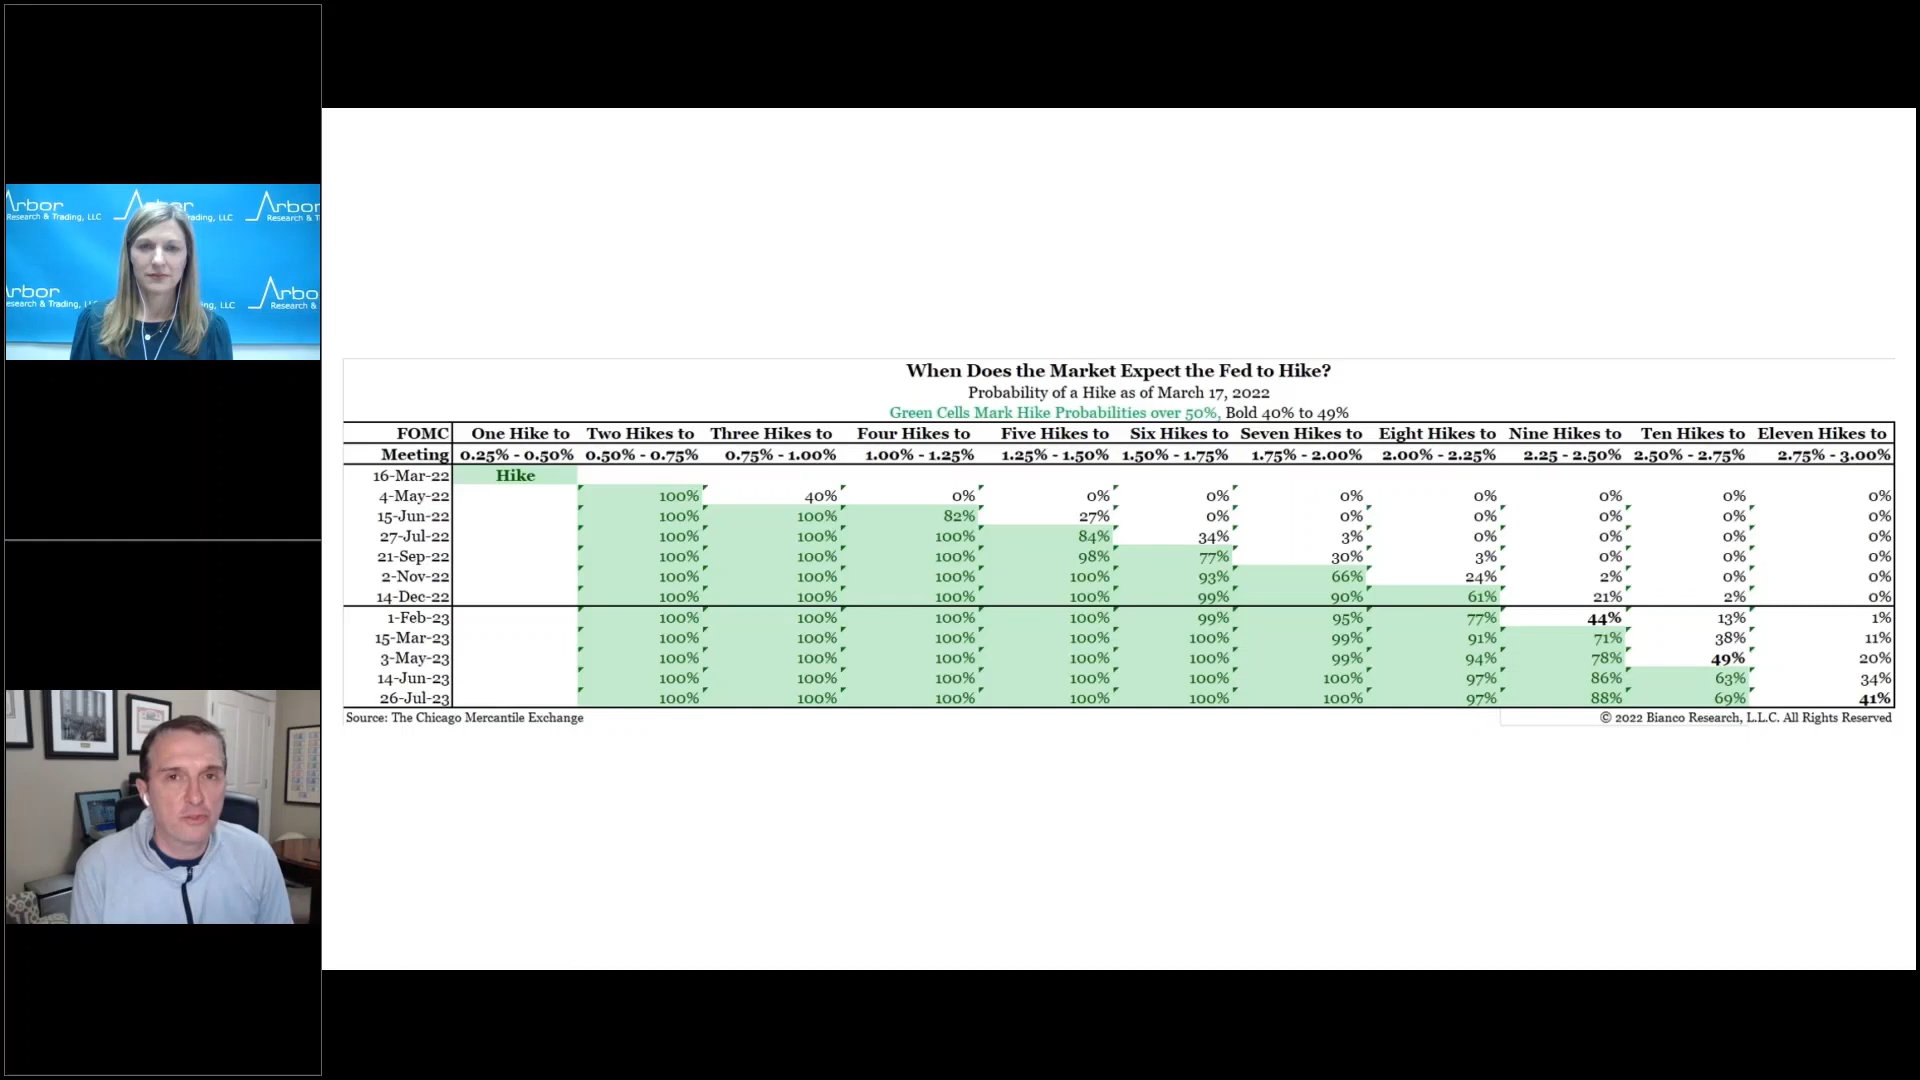 Arbor
Research & Trading, LLC
When Does the Market Expect the Fed to Hike?
Probability of a Hike as of March 17, 2022
Green Cells Mark Hike Probabilities over 50%, Bold 40% to 49%
FOMC One Hike to Two Hikes to Three Hikes to Four Hikes to Five Hikes to Six Hikes to Seven Hikes to Eight Hikes to Nine Hikes to Ten Hikes to Eleven Hikes to
Meeting 0.25% - 0.50% 0.50% - 0.75% 0.75% - 1.00% 1.00% - 1.25% 1.25% - 1.50% 1.50% - 1.75% 1.75% - 2.00% 2.00% - 2.25% 2.25 - 2.50% 2.50% - 2.75% 2.75% - 3.00%
16-Mar-22 Hike
4-May-22 100% 40% 0% 0% 0% 0% 0% 0% 0% 0%
15-Jun-22 100% 100% 82% 27% 0% 0% 0% 0% 0% 0%
27-Jul-22 100% 100% 100% 84% 34% 3% 0% 0% 0% 0%
21-Sep-22 100% 100% 100% 98% 77% 30% 3% 0% 0% 0%
2-Nov-22 100% 100% 100% 100% 93% 66% 24% 2% 0% 0%
14-Dec-22 100% 100% 100% 100% 99% 90% 61% 21% 2% 0%
1-Feb-23 100% 100% 100% 100% 99% 95% 77% 44% 13% 1%
15-Mar-23 100% 100% 100% 100% 100% 99% 91% 71% 38% 11%
3-May-23 100% 100% 100% 100% 100% 99% 94% 78% 49% 20%
14-Jun-23 100% 100% 100% 100% 100% 100% 97% 86% 63% 34%
26-Jul-23 100% 100% 100% 100% 100% 100% 97% 88% 69% 41%
Source: The Chicago Mercantile Exchange © 2022 Bianco Research, L.L.C. All Rights Reserved